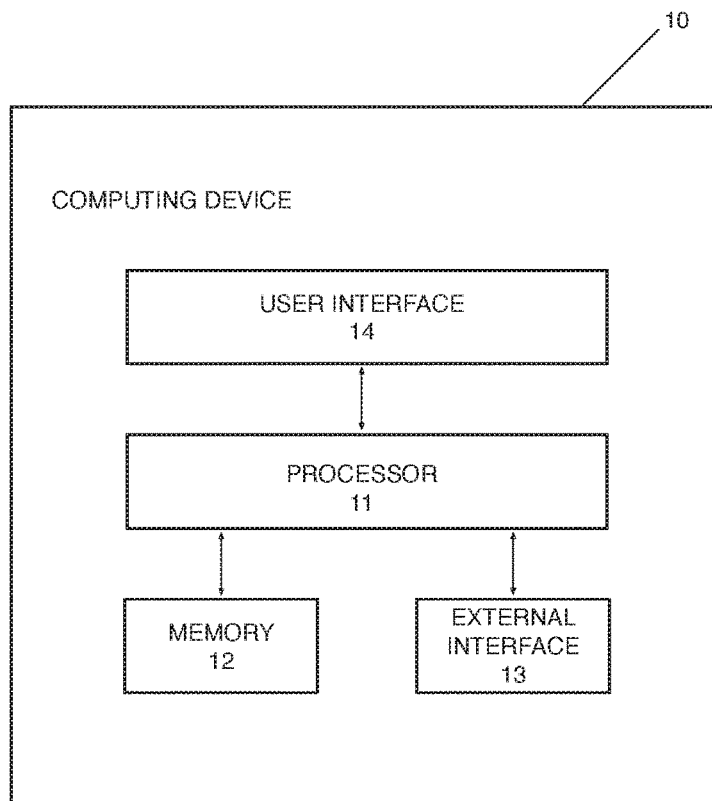 10
COMPUTING DEVICE
USER INTERFACE
14
PROCESSOR
11
MEMORY
12
EXTERNAL
INTERFACE
13